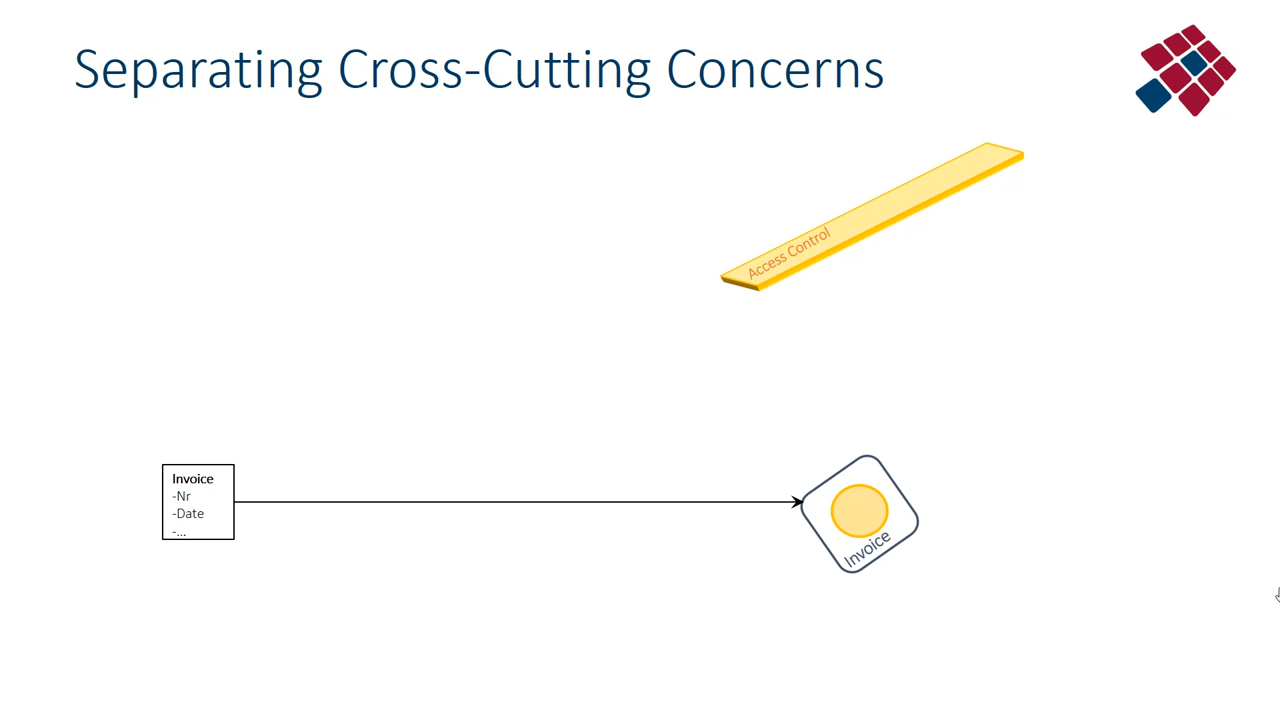 Separating Cross-Cutting Concerns
Access Control
Invoice
-Nr
-Date
-...
Invoice